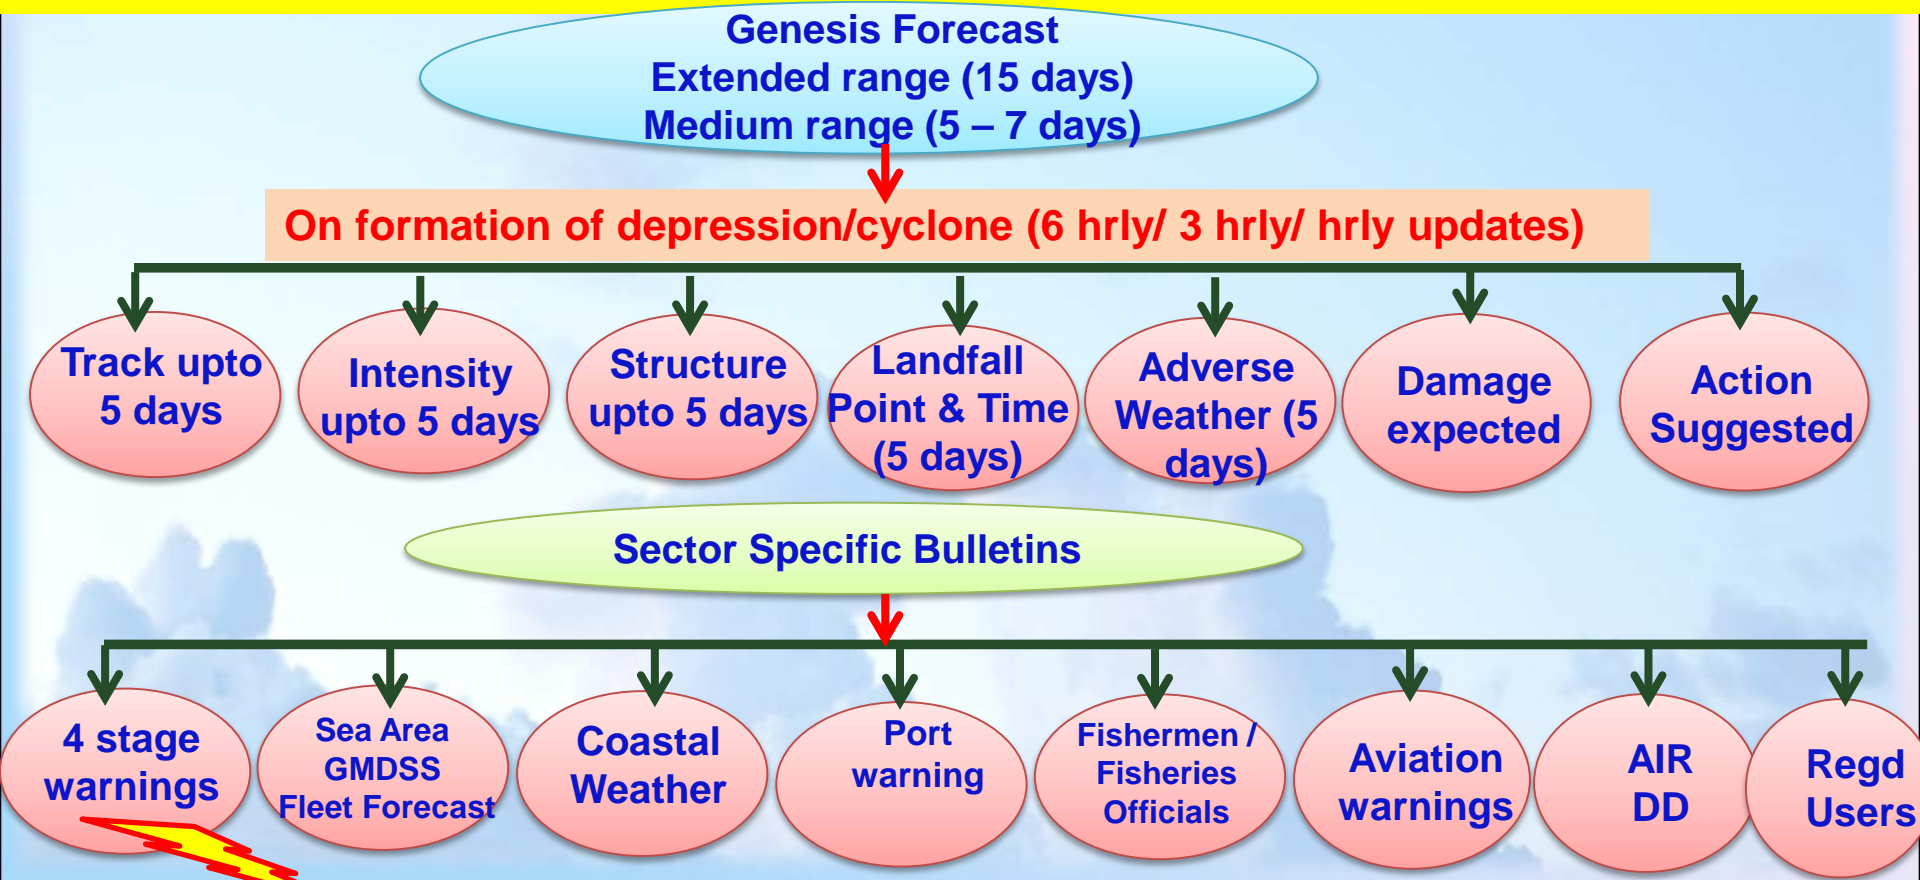 Genesis Forecast
Extended range (15 days)
Medium range (5 – 7 days)
On formation of depression/cyclone (6 hrly/ 3 hrly/ hrly updates)
Track upto
5 days
Intensity
upto 5 days
Structure
upto 5 days
Landfall
Point & Time
(5 days)
Adverse
Weather (5
days)
Damage
expected
Action
Suggested
Sector Specific Bulletins
4 stage
warnings
Sea Area
GMDSS
Fleet Forecast
Coastal
Weather
Port
warning
Fishermen /
Fisheries
Officials
Aviation
warnings
AIR
DD
Regd
Users